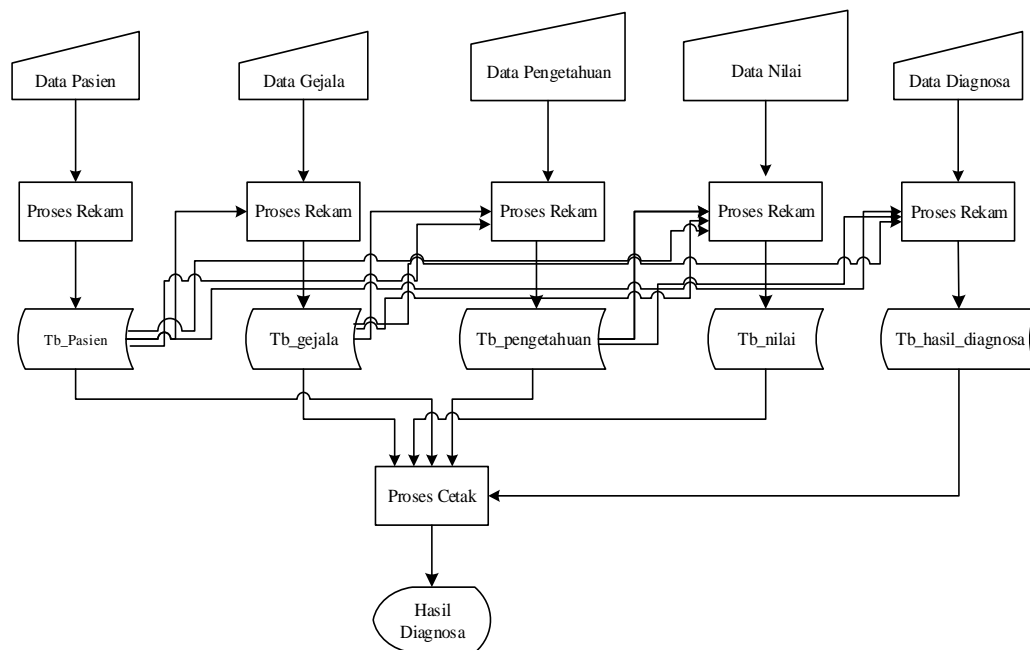 Data Pasien
Data Gejala
Data Pengetahuan
Data Nilai
Data Diagnosa
Proses Rekam
Proses Rekam
Proses Rekam
Proses Rekam
Proses Rekam
Tb_Pasien
Tb_gejala
Tb_pengetahuan
Tb_nilai
Tb_hasil_diagnosa
Proses Cetak
Hasil
Diagnosa